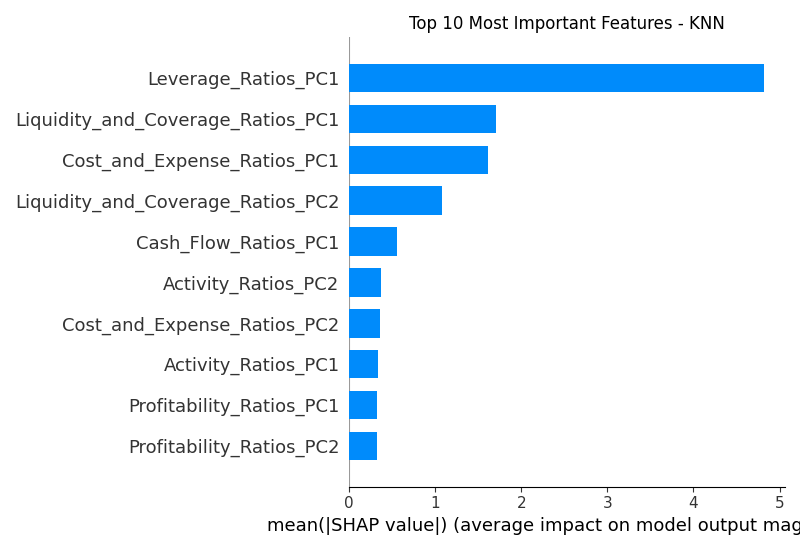 Top 10 Most Important Features - KNN
Leverage_Ratios_PC1
Liquidity_and_Coverage_Ratios_PC1
Cost_and_Expense_Ratios_PC1
Liquidity_and_Coverage_Ratios_PC2
Cash_Flow_Ratios_PC1
Activity_Ratios_PC2
Cost_and_Expense_Ratios_PC2
Activity_Ratios_PC1
Profitability_Ratios_PC1
Profitability_Ratios_PC2
0 1 2 3 4 5
mean(|SHAP value|) (average impact on model output mag